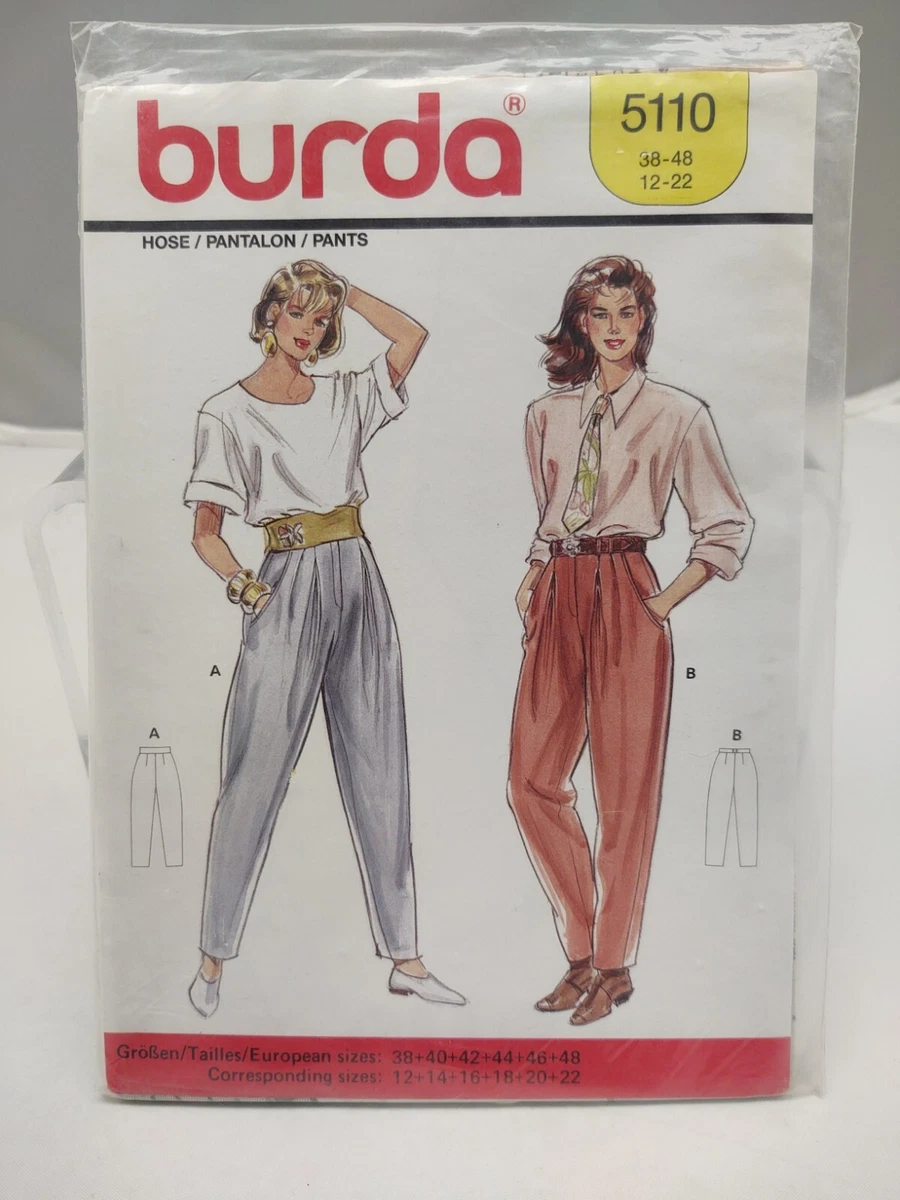 burda®
5110
38-48
12-22
HOSE / PANTALON / PANTS
A
B
A
B
Größen/Tailles/European sizes: 38+40+42+44+46+48
Corresponding sizes: 12+14+16+18+20+22